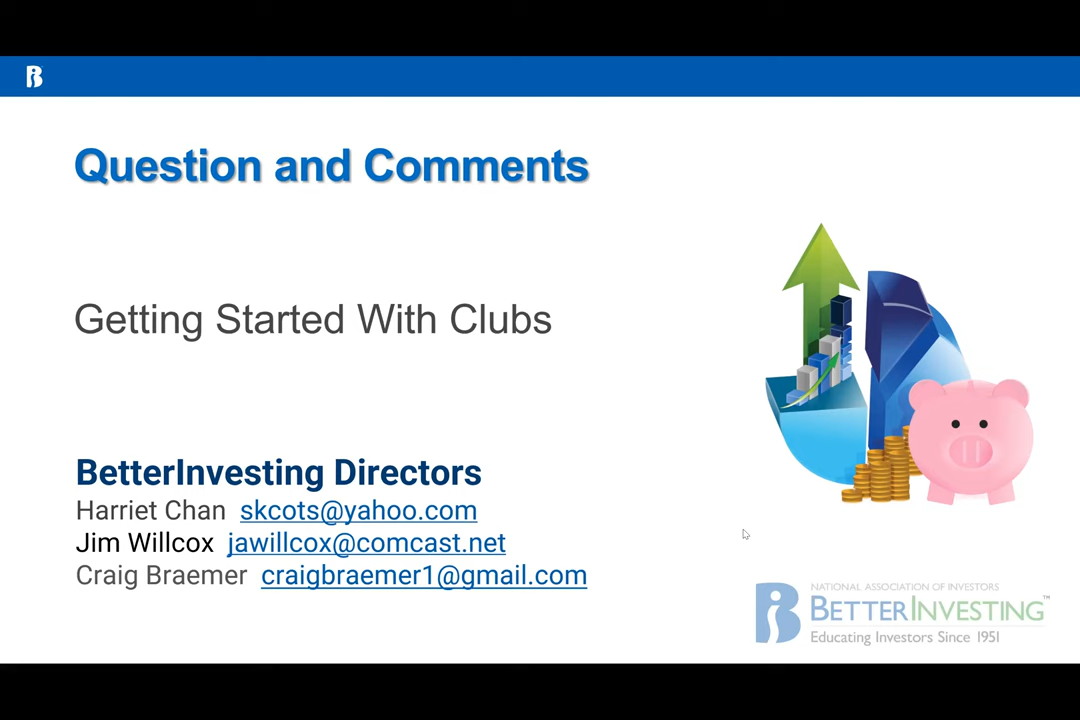 Question and Comments
Getting Started With Clubs
BetterInvesting Directors
Harriet Chan skcots@yahoo.com
Jim Willcox jawillcox@comcast.net
Craig Braemer craigbraemer1@gmail.com
NATIONAL ASSOCIATION OF INVESTORS
BETTERINVESTING™
Educating Investors Since 1951